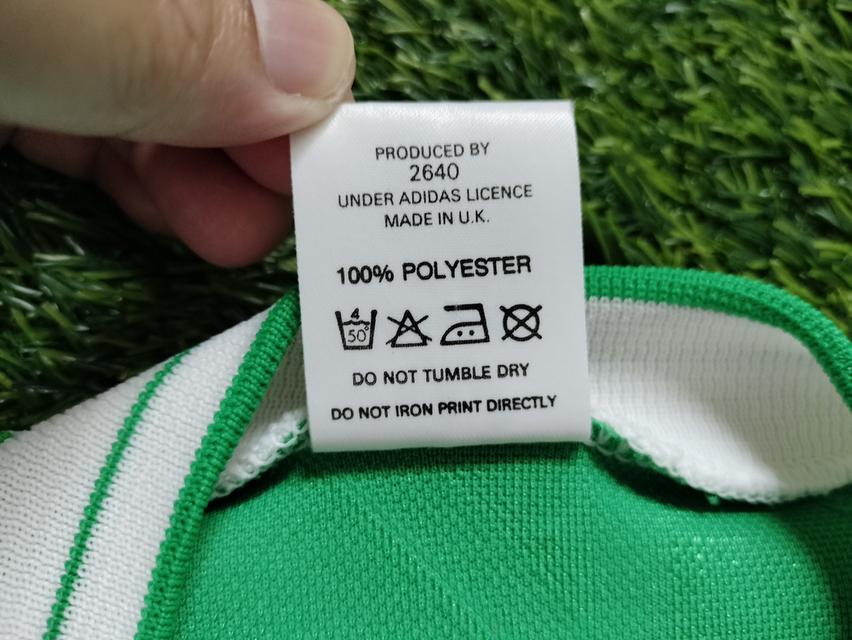 PRODUCED BY
2640
UNDER ADIDAS LICENCE
MADE IN U.K.
100% POLYESTER
4
50°
DO NOT TUMBLE DRY
DO NOT IRON PRINT DIRECTLY